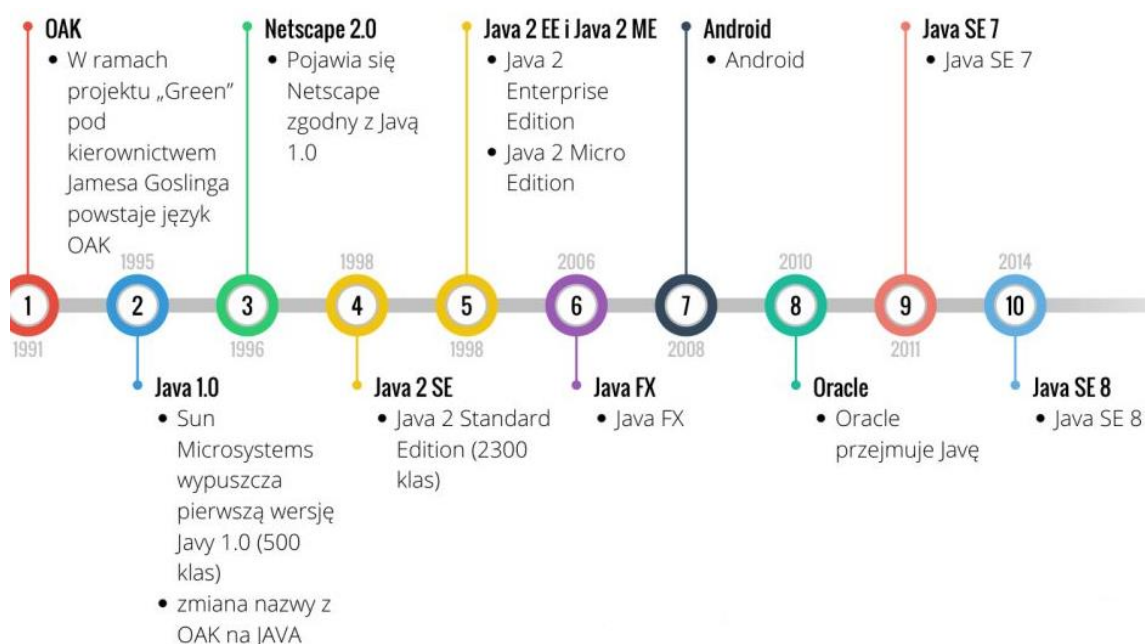 OAK
• W ramach
projektu „Green”
pod
kierownictwem
Jamesa Goslinga
powstaje język
OAK
Netscape 2.0
• Pojawia się
Netscape
zgodny z Javą
1.0
Java 2 EE i Java 2 ME
• Java 2
Enterprise
Edition
• Java 2 Micro
Edition
Android
• Android
Java SE 7
• Java SE 7
1995
1998
2006
2010
2014
1
2
3
4
5
6
7
8
9
10
1991
1996
1998
2008
2011
Java 1.0
• Sun
Microsystems
wypuszcza
pierwszą wersję
Javy 1.0 (500
klas)
• zmiana nazwy z
OAK na JAVA
Java 2 SE
• Java 2 Standard
Edition (2300
klas)
Java FX
• Java FX
Oracle
• Oracle
przejmuje Javę
Java SE 8
• Java SE 8